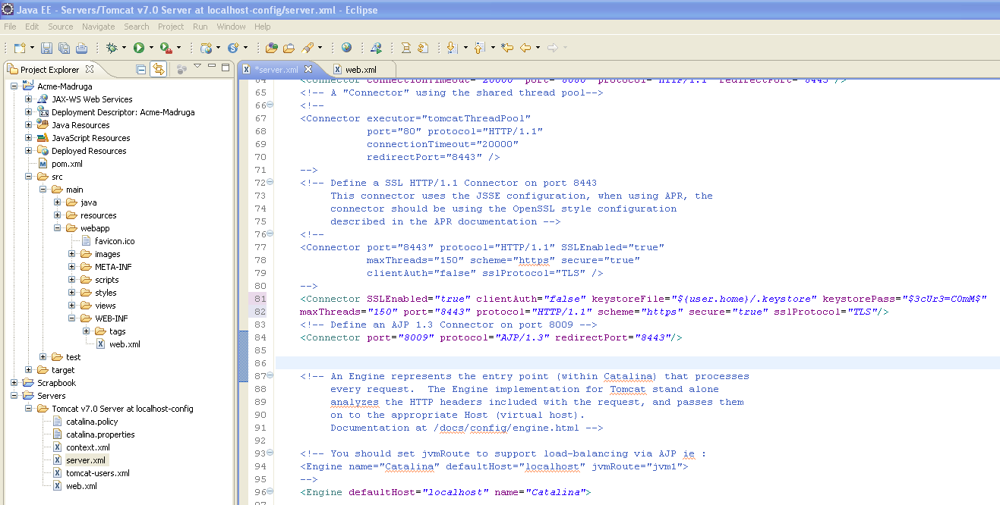 Java EE - Servers/Tomcat v7.0 Server at localhost-config/server.xml - Eclipse
File Edit Source Navigate Search Project Run Window Help
Project Explorer
Acme-Madruga
JAX-WS Web Services
Deployment Descriptor: Acme-Madruga
Java Resources
JavaScript Resources
Deployed Resources
pom.xml
src
main
java
resources
webapp
favicon.ico
images
META-INF
scripts
styles
views
WEB-INF
tags
web.xml
test
target
Scrapbook
Servers
Tomcat v7.0 Server at localhost-config
catalina.policy
catalina.properties
context.xml
server.xml
tomcat-users.xml
web.xml
*server.xml web.xml
64 <Connector connectionTimeout="20000" port="8080" protocol="HTTP/1.1" redirectPort="8443"/>
65 <!-- A "Connector" using the shared thread pool-->
66 <!--
67 <Connector executor="tomcatThreadPool"
68 port="80" protocol="HTTP/1.1"
69 connectionTimeout="20000"
70 redirectPort="8443" />
71 -->
72 <!-- Define a SSL HTTP/1.1 Connector on port 8443
73 This connector uses the JSSE configuration, when using APR, the
74 connector should be using the OpenSSL style configuration
75 described in the APR documentation -->
76 <!--
77 <Connector port="8443" protocol="HTTP/1.1" SSLEnabled="true"
78 maxThreads="150" scheme="https" secure="true"
79 clientAuth="false" sslProtocol="TLS" />
80 -->
81 <Connector SSLEnabled="true" clientAuth="false" keystoreFile="${user.home}/.keystore" keystorePass="$3cUr3=C0mM$"
82 maxThreads="150" port="8443" protocol="HTTP/1.1" scheme="https" secure="true" sslProtocol="TLS"/>
83 <!-- Define an AJP 1.3 Connector on port 8009 -->
84 <Connector port="8009" protocol="AJP/1.3" redirectPort="8443"/>
85
86
87 <!-- An Engine represents the entry point (within Catalina) that processes
88 every request.  The Engine implementation for Tomcat stand alone
89 analyzes the HTTP headers included with the request, and passes them
90 on to the appropriate Host (virtual host).
91 Documentation at /docs/config/engine.html -->
92
93 <!-- You should set jvmRoute to support load-balancing via AJP ie :
94 <Engine name="Catalina" defaultHost="localhost" jvmRoute="jvm1">
95 -->
96 <Engine defaultHost="localhost" name="Catalina">
97